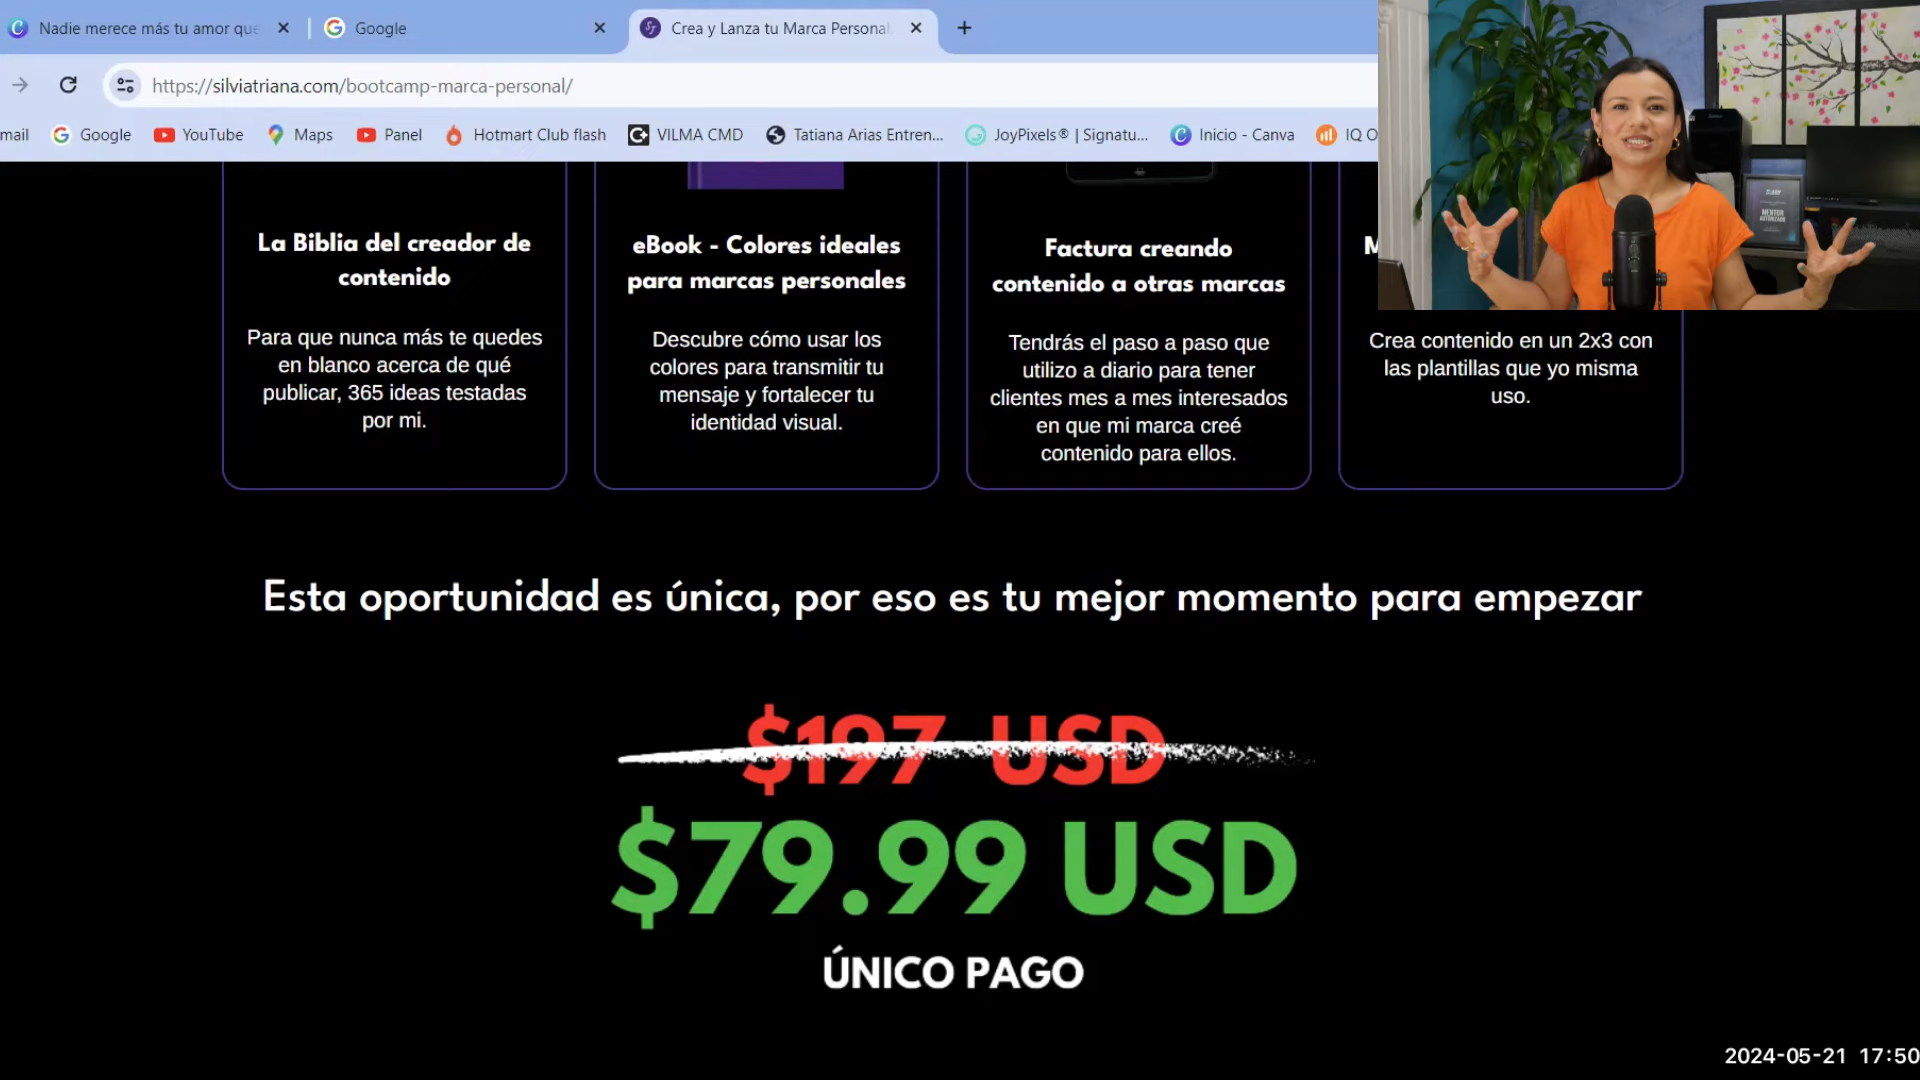 Nadie merece más tu amor que
Google
Crea y Lanza tu Marca Personal
https://silviatriana.com/bootcamp-marca-personal/
mail
Google
YouTube
Maps
Panel
Hotmart Club flash
VILMA CMD
Tatiana Arias Entren...
JoyPixels® | Signatu...
Inicio - Canva
IQ O
MENTOR
AUTORIZADA
La Biblia del creador de
contenido
Para que nunca más te quedes
en blanco acerca de qué
publicar, 365 ideas testadas
por mi.
eBook - Colores ideales
para marcas personales
Descubre cómo usar los
colores para transmitir tu
mensaje y fortalecer tu
identidad visual.
Factura creando
contenido a otras marcas
Tendrás el paso a paso que
utilizo a diario para tener
clientes mes a mes interesados
en que mi marca creé
contenido para ellos.
M
Crea contenido en un 2x3 con
las plantillas que yo misma
uso.
Esta oportunidad es única, por eso es tu mejor momento para empezar
$197 USD
$79.99 USD
ÚNICO PAGO
2024-05-21 17:50